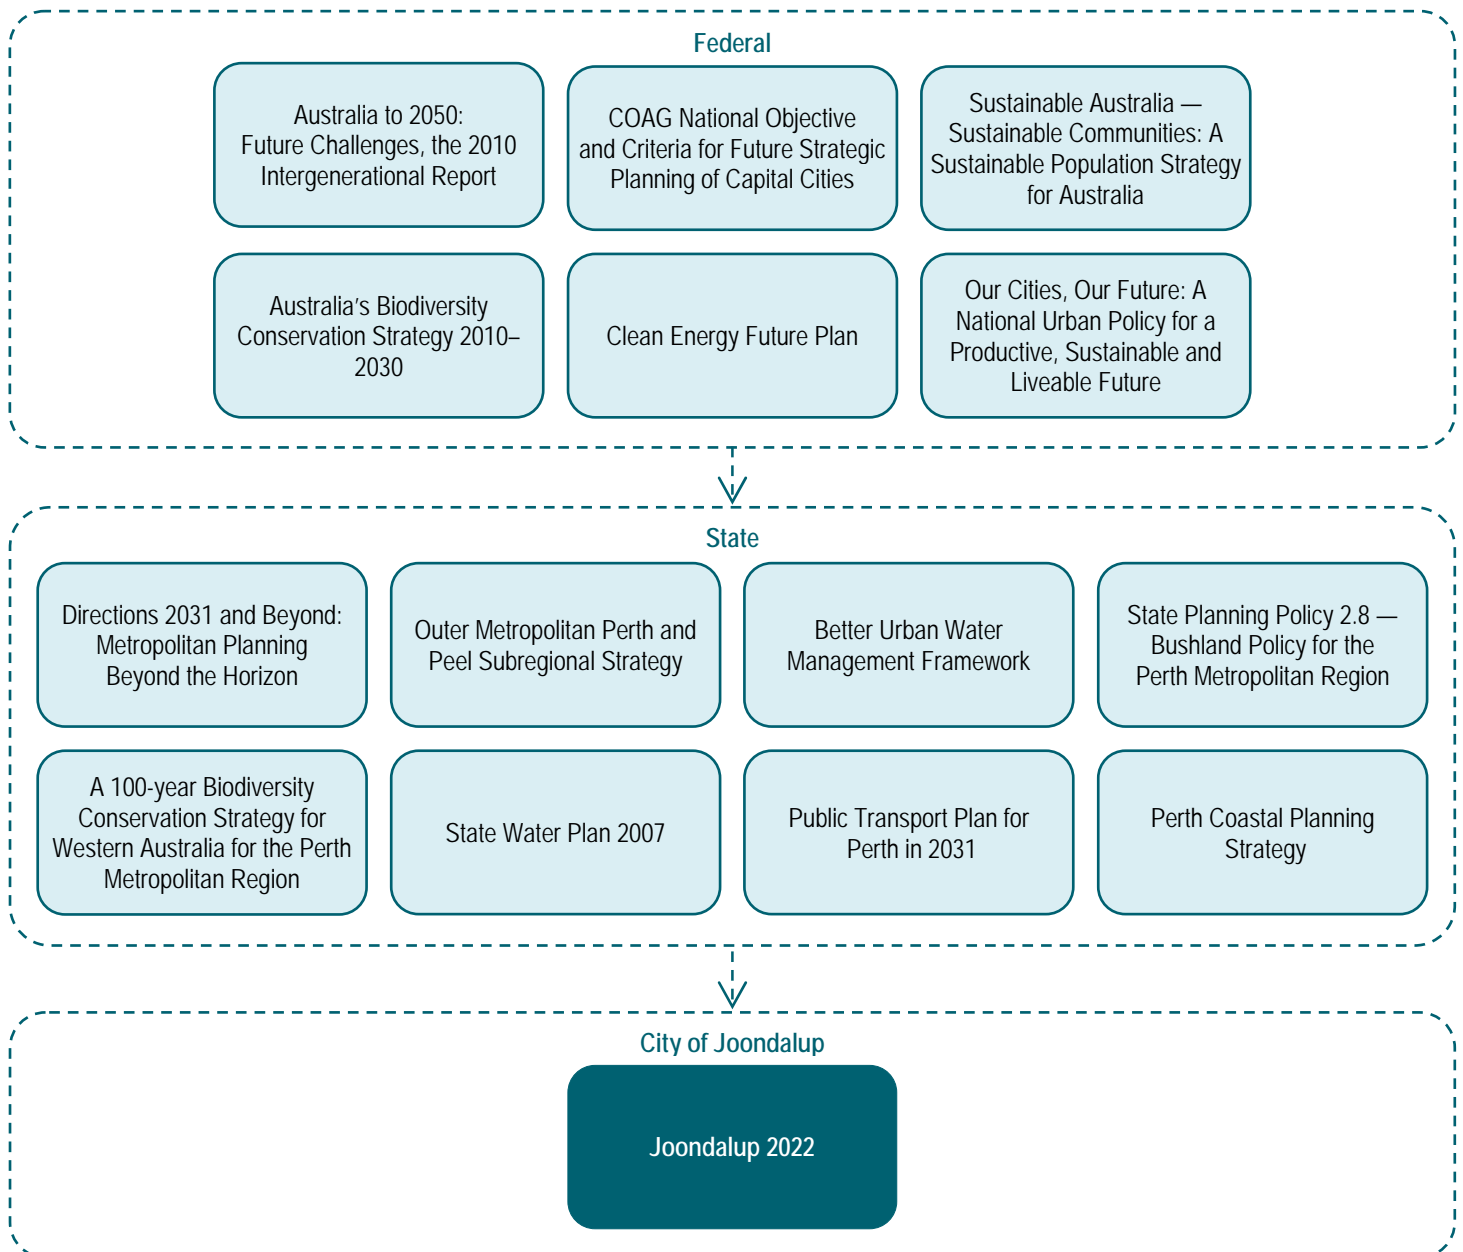 Federal
Australia to 2050:
Future Challenges, the 2010
Intergenerational Report
COAG National Objective
and Criteria for Future Strategic
Planning of Capital Cities
Sustainable Australia —
Sustainable Communities: A
Sustainable Population Strategy
for Australia
Australia’s Biodiversity
Conservation Strategy 2010–
2030
Clean Energy Future Plan
Our Cities, Our Future: A
National Urban Policy for a
Productive, Sustainable and
Liveable Future
State
Directions 2031 and Beyond:
Metropolitan Planning
Beyond the Horizon
Outer Metropolitan Perth and
Peel Subregional Strategy
Better Urban Water
Management Framework
State Planning Policy 2.8 —
Bushland Policy for the
Perth Metropolitan Region
A 100-year Biodiversity
Conservation Strategy for
Western Australia for the Perth
Metropolitan Region
State Water Plan 2007
Public Transport Plan for
Perth in 2031
Perth Coastal Planning
Strategy
City of Joondalup
Joondalup 2022